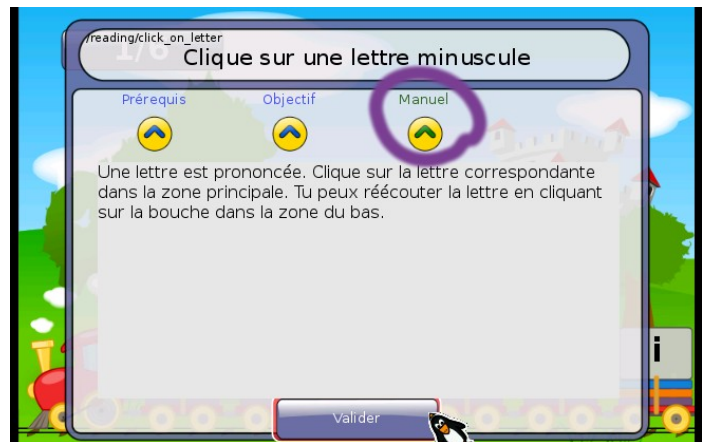 /reading/click_on_letter
1/6
Clique sur une lettre minuscule
Prérequis Objectif Manuel
Une lettre est prononcée. Clique sur la lettre correspondante
dans la zone principale. Tu peux réécouter la lettre en cliquant
sur la bouche dans la zone du bas.
i
Valider